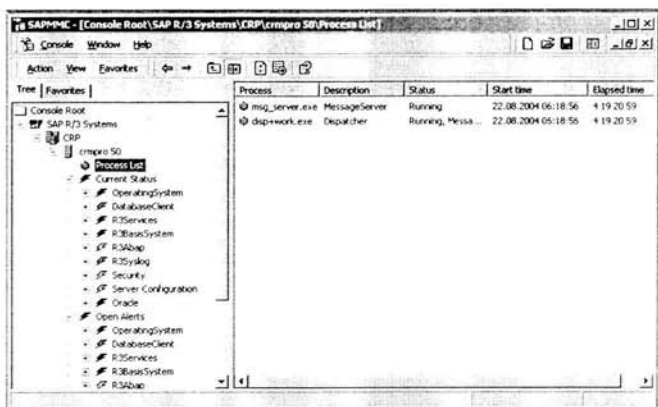 SAPMMC - [Console Root\SAP R/3 Systems\CRP\crmpro 50\Process List]
Console Window Help
Action View Favorites
Tree Favorites
Process Description Status Start time Elapsed time
Console Root
SAP R/3 Systems
CRP
crmpro 50
Process List
Current Status
OperatingSystem
DatabaseClient
R3Services
R3BasisSystem
R3Abap
R3Syslog
Security
Server Configuration
Oracle
Open Alerts
OperatingSystem
DatabaseClient
R3Services
R3BasisSystem
R3Abap
msg_server.exe MessageServer Running 22.08.2004 06:18:56 4 19 20 59
disp+work.exe Dispatcher Running, Messa ... 22.08.2004 05:18:56 4 19 20 59